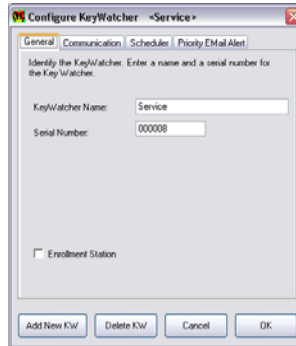 Configure KeyWatcher <Service>
General Communication Scheduler Priority EMail Alert
Identify the KeyWatcher. Enter a name and a serial number for
the Key Watcher.
KeyWatcher Name: Service
Serial Number: 000008
Enrollment Station
Add New KW Delete KW Cancel OK